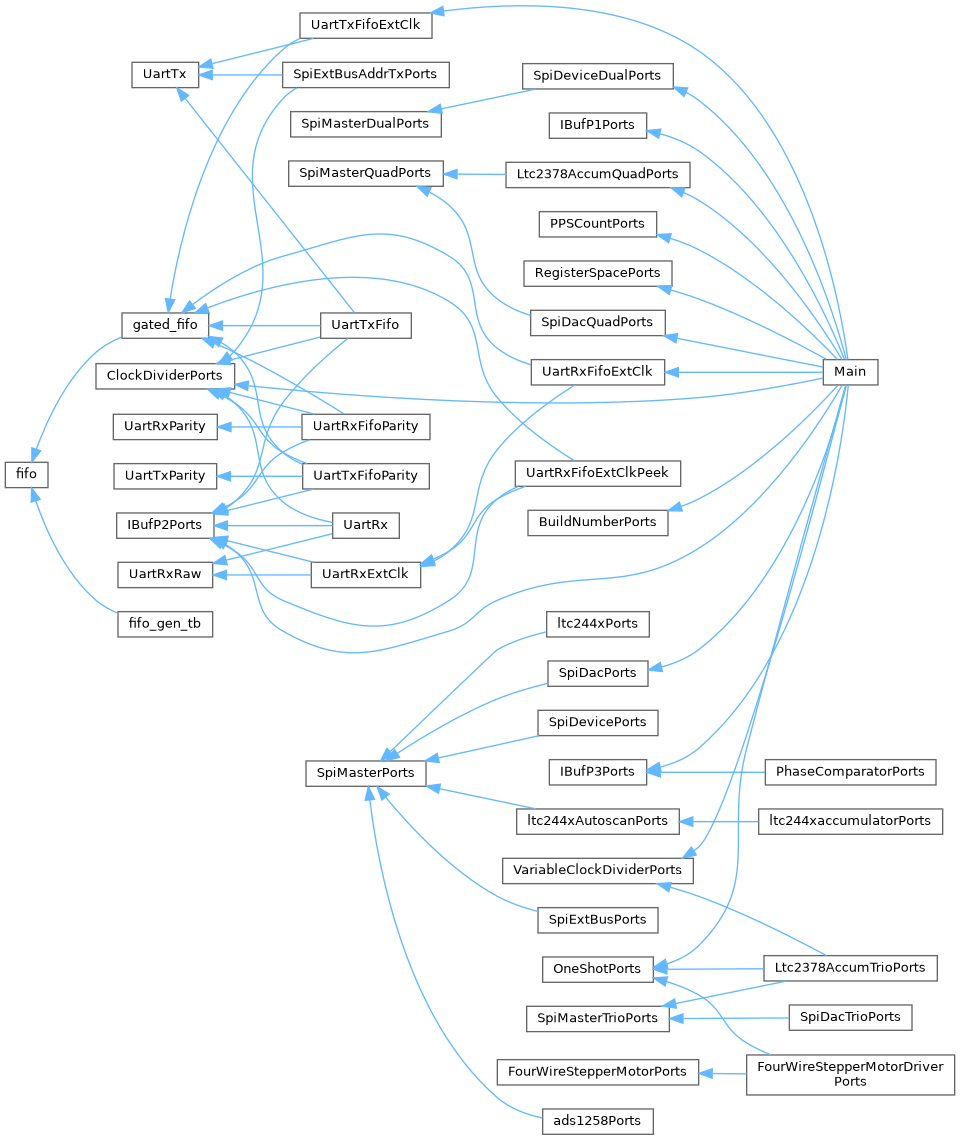 UartTxFifoExtClk
UartTx
SpiExtBusAddrTxPorts
SpiDeviceDualPorts
SpiMasterDualPorts
IBufP1Ports
SpiMasterQuadPorts
Ltc2378AccumQuadPorts
PPSCountPorts
RegisterSpacePorts
gated_fifo
UartTxFifo
SpiDacQuadPorts
ClockDividerPorts
UartRxFifoExtClk
Main
UartRxParity
UartRxFifoParity
fifo
UartTxParity
UartTxFifoParity
UartRxFifoExtClkPeek
IBufP2Ports
UartRx
BuildNumberPorts
UartRxRaw
UartRxExtClk
fifo_gen_tb
ltc244xPorts
SpiDacPorts
SpiDevicePorts
SpiMasterPorts
IBufP3Ports
PhaseComparatorPorts
ltc244xAutoscanPorts
ltc244xaccumulatorPorts
VariableClockDividerPorts
SpiExtBusPorts
OneShotPorts
Ltc2378AccumTrioPorts
SpiMasterTrioPorts
SpiDacTrioPorts
FourWireStepperMotorPorts
FourWireStepperMotorDriver
Ports
ads1258Ports